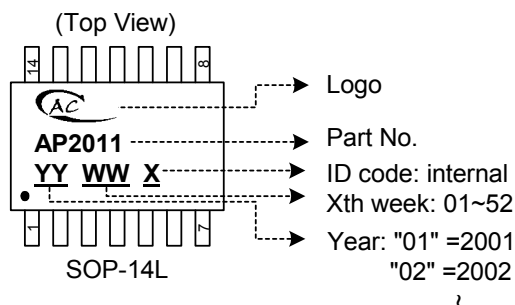 (Top View)
14 8
AC
Logo
AP2011
Part No.
YY WW X
ID code: internal
Xth week: 01~52
Year: "01" =2001
"02" =2002
~
1 7
SOP-14L